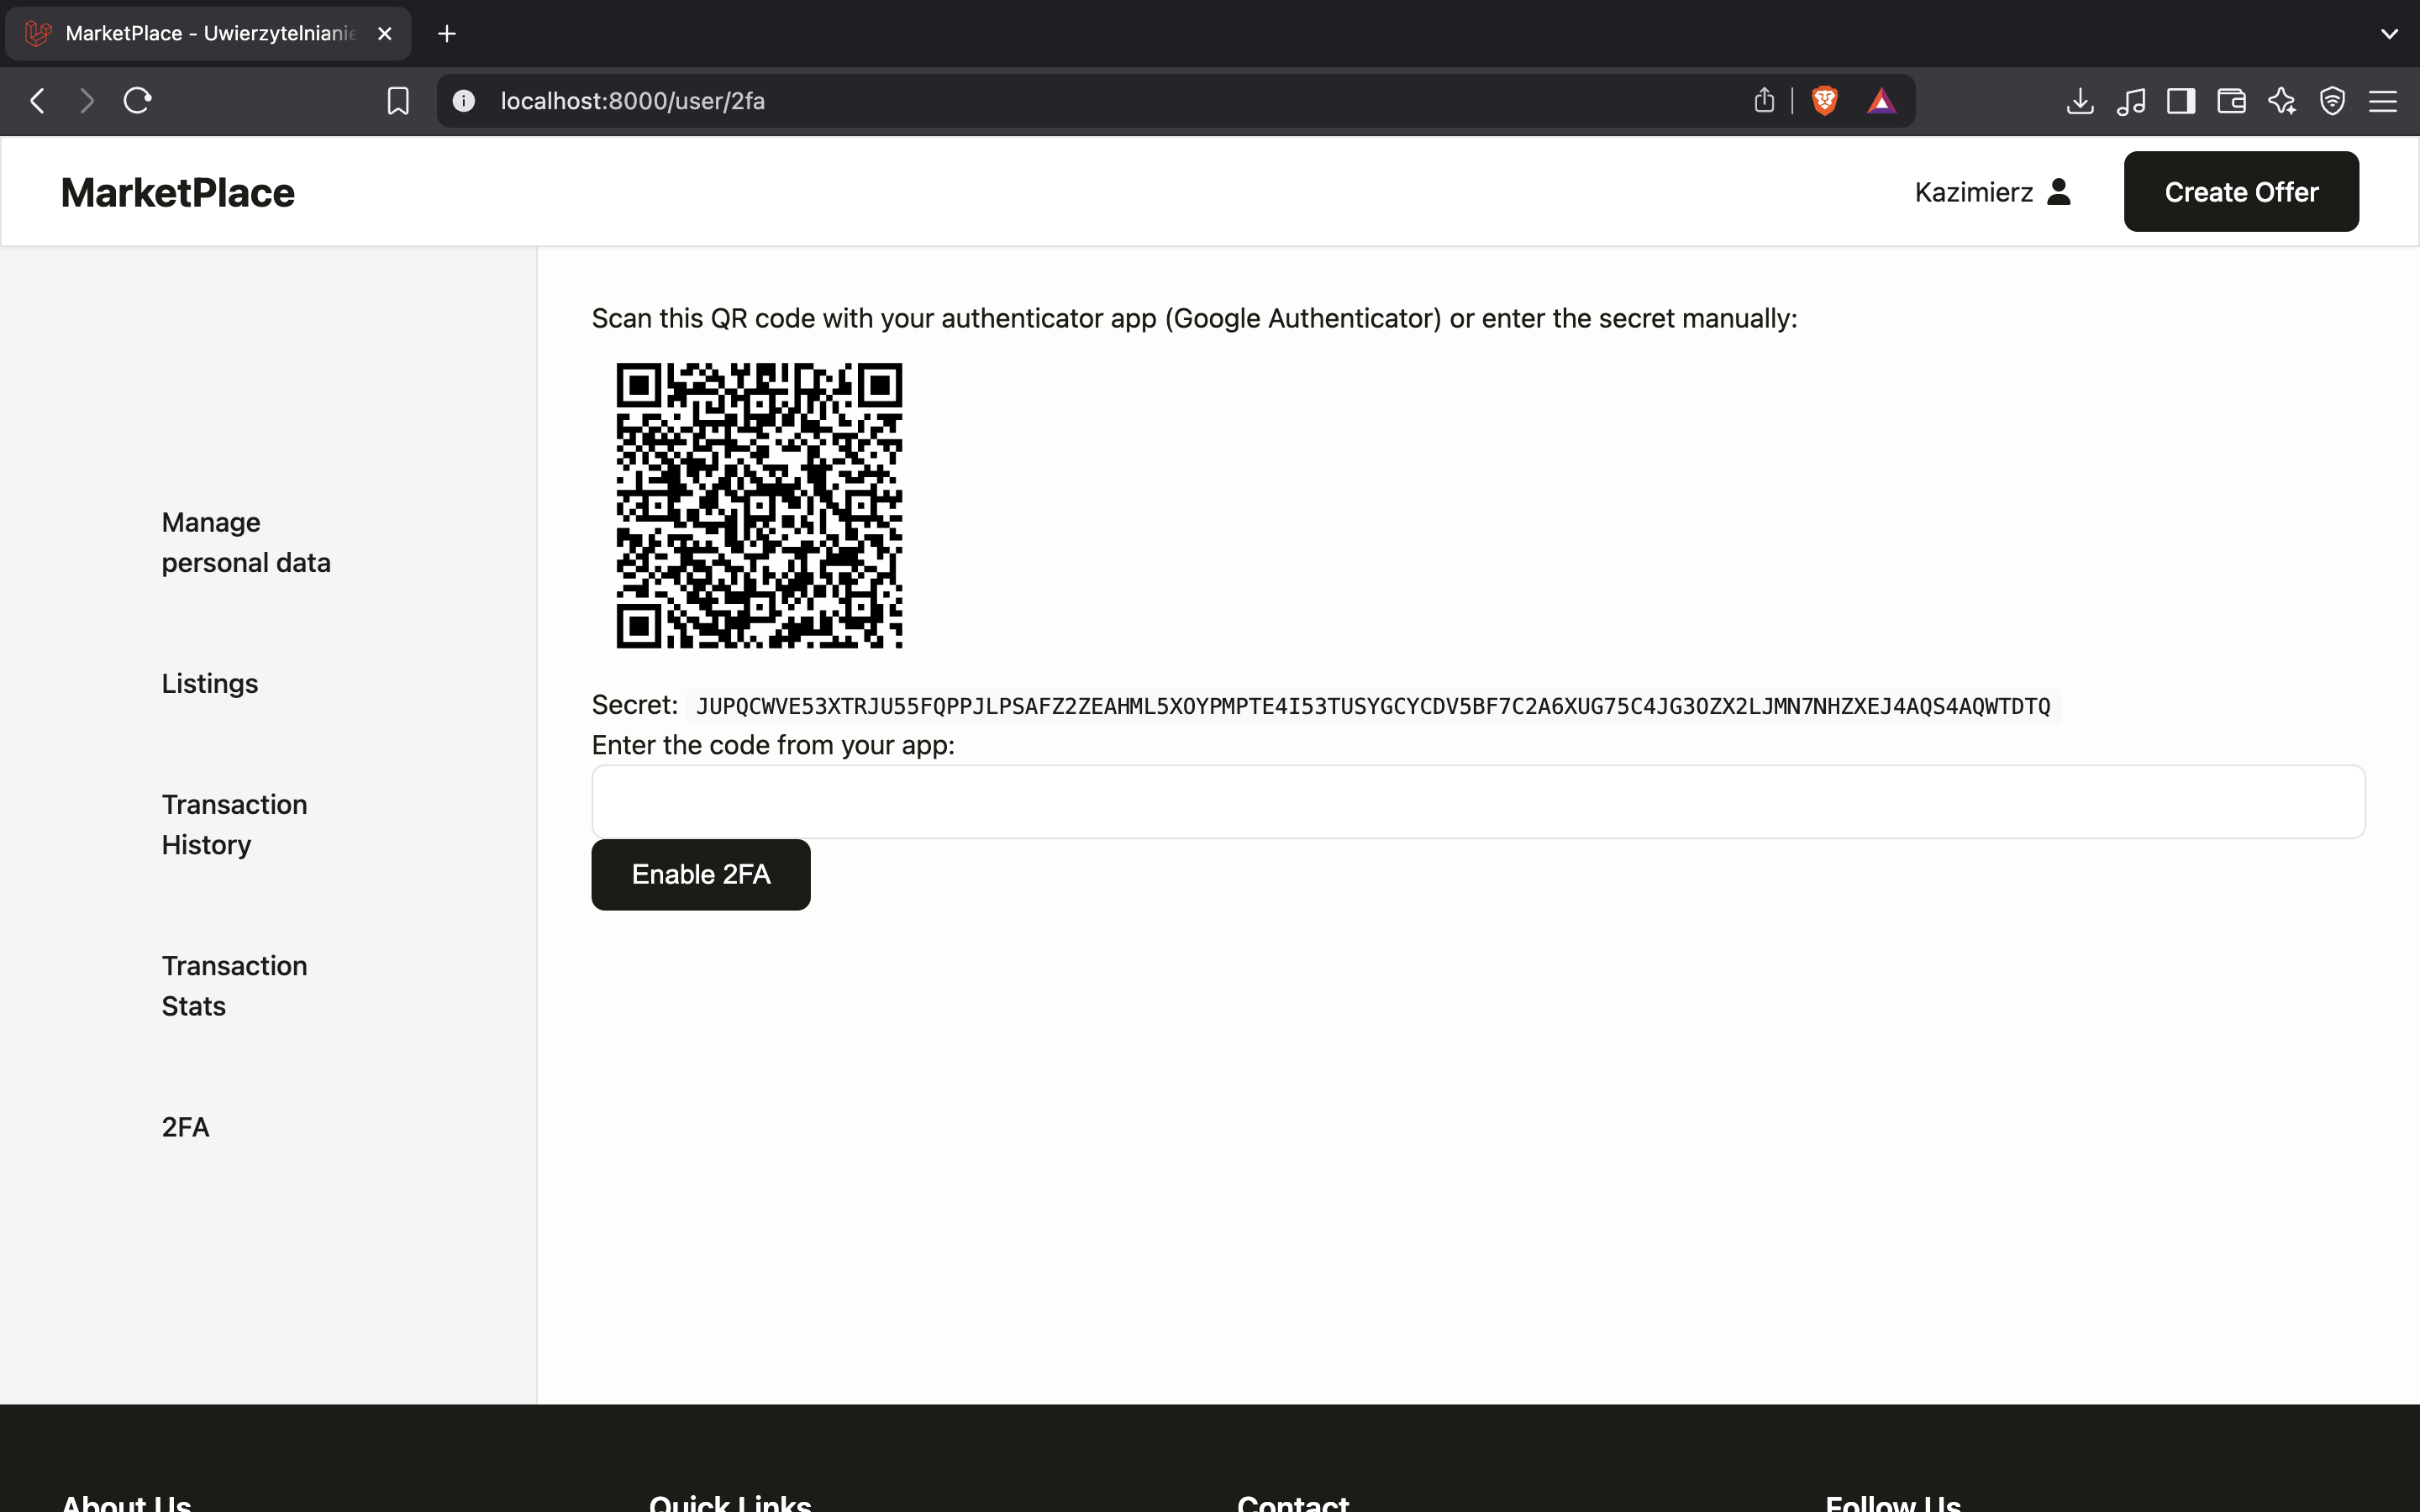 MarketPlace - Uwierzytelnianie
localhost:8000/user/2fa
MarketPlace
Kazimierz
Create Offer
Manage
personal data
Listings
Transaction
History
Transaction
Stats
2FA
Scan this QR code with your authenticator app (Google Authenticator) or enter the secret manually:
Secret: JUPQCWVE53XTRJU55FQPPJLPSAFZ2ZEAHML5XOYPMPTE4I53TUSYGCYCDV5BF7C2A6XUG75C4JG3OZX2LJMN7NHZXEJ4AQS4AQWTDTQ
Enter the code from your app:
Enable 2FA
About Us
Quick Links
Contact
Follow Us